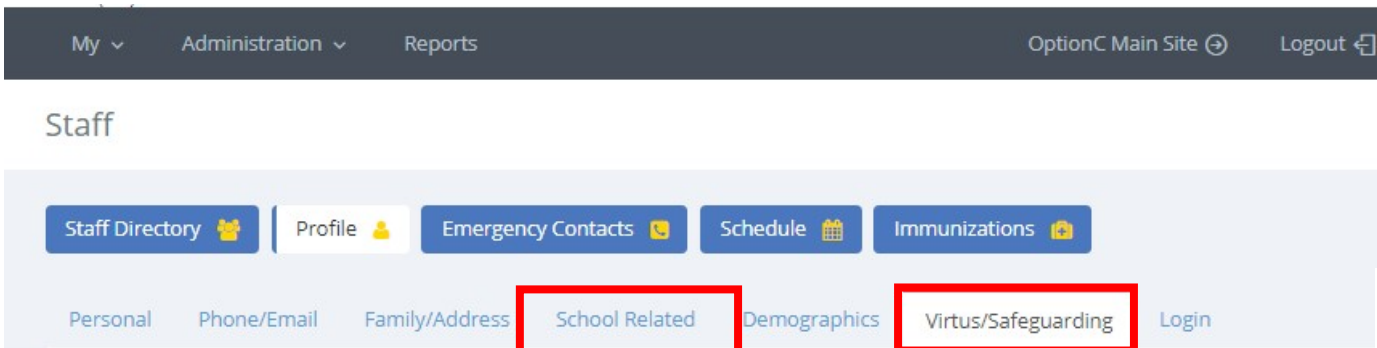 My Administration Reports OptionC Main Site Logout
Staff
Staff Directory Profile Emergency Contacts Schedule Immunizations
Personal Phone/Email Family/Address School Related Demographics Virtus/Safeguarding Login